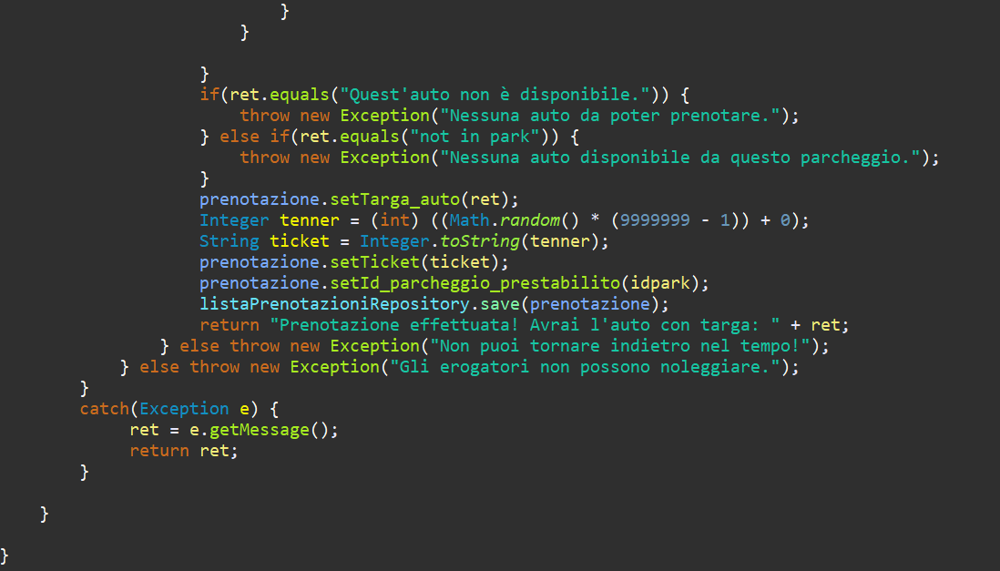 }
}
}
if(ret.equals("Quest'auto non è disponibile.")) {
throw new Exception("Nessuna auto da poter prenotare.");
} else if(ret.equals("not in park")) {
throw new Exception("Nessuna auto disponibile da questo parcheggio.");
}
prenotazione.setTarga_auto(ret);
Integer tenner = (int) ((Math.random() * (9999999 - 1)) + 0);
String ticket = Integer.toString(tenner);
prenotazione.setTicket(ticket);
prenotazione.setId_parcheggio_prestabilito(idpark);
listaPrenotazioniRepository.save(prenotazione);
return "Prenotazione effettuata! Avrai l'auto con targa: " + ret;
} else throw new Exception("Non puoi tornare indietro nel tempo!");
} else throw new Exception("Gli erogatori non possono noleggiare.");
}
catch(Exception e) {
ret = e.getMessage();
return ret;
}
}
}